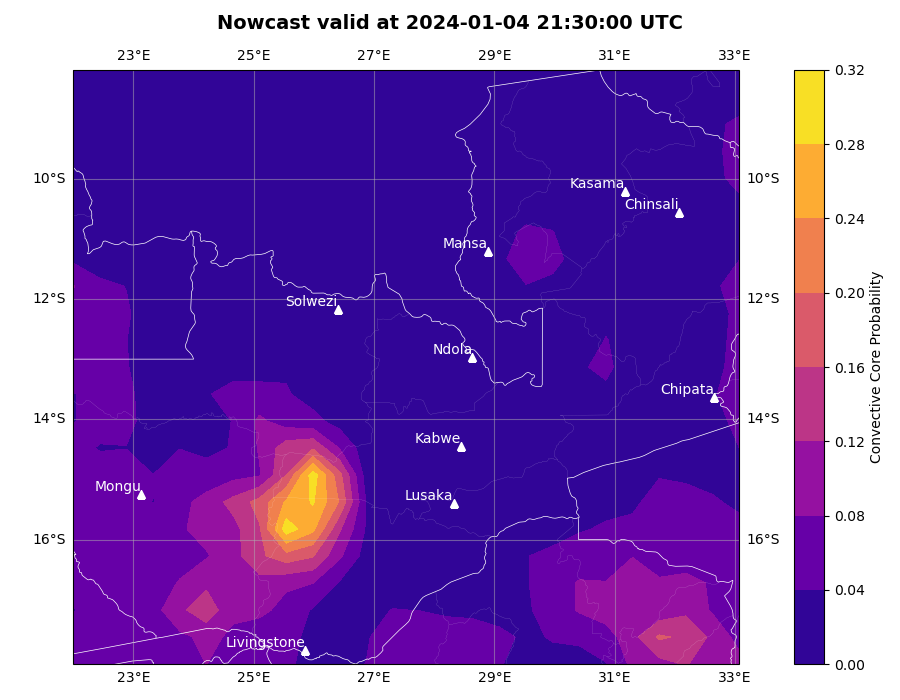 Nowcast valid at 2024-01-04 21:30:00 UTC
23°E 25°E 27°E 29°E 31°E 33°E
0.32
0.28
0.24
0.20
0.16
0.12
0.08
0.04
0.00
Convective Core Probability
10°S
12°S
14°S
16°S
10°S
12°S
14°S
16°S
Kasama
Chinsali
Mansa
Solwezi
Ndola
Chipata
Kabwe
Mongu
Lusaka
Livingstone
23°E 25°E 27°E 29°E 31°E 33°E